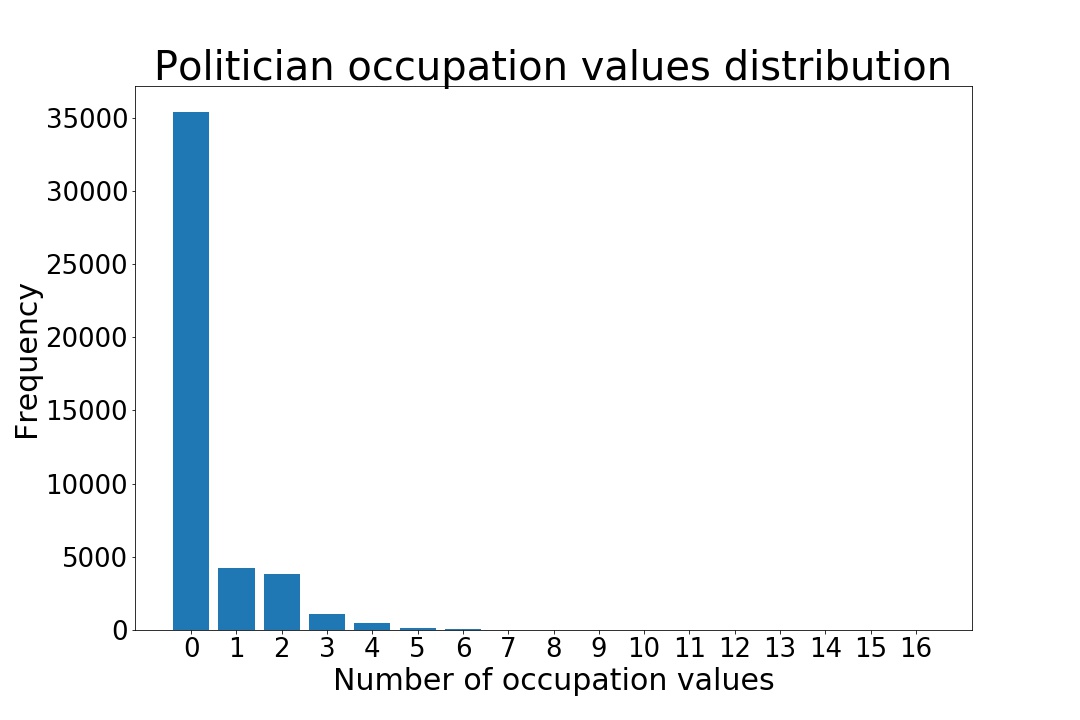 Politician occupation values distribution
35000
30000
25000
20000
15000
10000
5000
0
Frequency
0 1 2 3 4 5 6 7 8 9 10 11 12 13 14 15 16
Number of occupation values